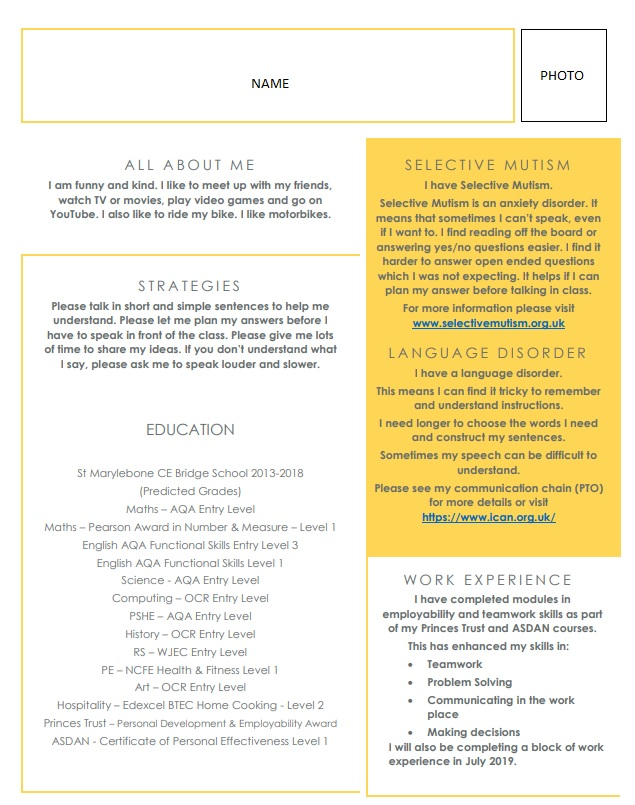 NAME
PHOTO
ALL ABOUT ME
I am funny and kind. I like to meet up with my friends,
watch TV or movies, play video games and go on
YouTube. I also like to ride my bike. I like motorbikes.
STRATEGIES
Please talk in short and simple sentences to help me
understand. Please let me plan my answers before I
have to speak in front of the class. Please give me lots
of time to share my ideas. If you don’t understand what
I say, please ask me to speak louder and slower.
EDUCATION
St Marylebone CE Bridge School 2013-2018
(Predicted Grades)
Maths – AQA Entry Level
Maths – Pearson Award in Number & Measure – Level 1
English AQA Functional Skills Entry Level 3
English AQA Functional Skills Level 1
Science - AQA Entry Level
Computing – OCR Entry Level
PSHE – AQA Entry Level
History – OCR Entry Level
RS – WJEC Entry Level
PE – NCFE Health & Fitness Level 1
Art – OCR Entry Level
Hospitality – Edexcel BTEC Home Cooking - Level 2
Princes Trust – Personal Development & Employability Award
ASDAN - Certificate of Personal Effectiveness Level 1
SELECTIVE MUTISM
I have Selective Mutism.
Selective Mutism is an anxiety disorder. It
means that sometimes I can’t speak, even
if I want to. I find reading off the board or
answering yes/no questions easier. I find it
harder to answer open ended questions
which I was not expecting. It helps if I can
plan my answer before talking in class.
For more information please visit
www.selectivemutism.org.uk
LANGUAGE DISORDER
I have a language disorder.
This means I can find it tricky to remember
and understand instructions.
I need longer to choose the words I need
and construct my sentences.
Sometimes my speech can be difficult to
understand.
Please see my communication chain (PTO)
for more details or visit
https://www.ican.org.uk/
WORK EXPERIENCE
I have completed modules in
employability and teamwork skills as part
of my Princes Trust and ASDAN courses.
This has enhanced my skills in:
• Teamwork
• Problem Solving
• Communicating in the work
place
• Making decisions
I will also be completing a block of work
experience in July 2019.